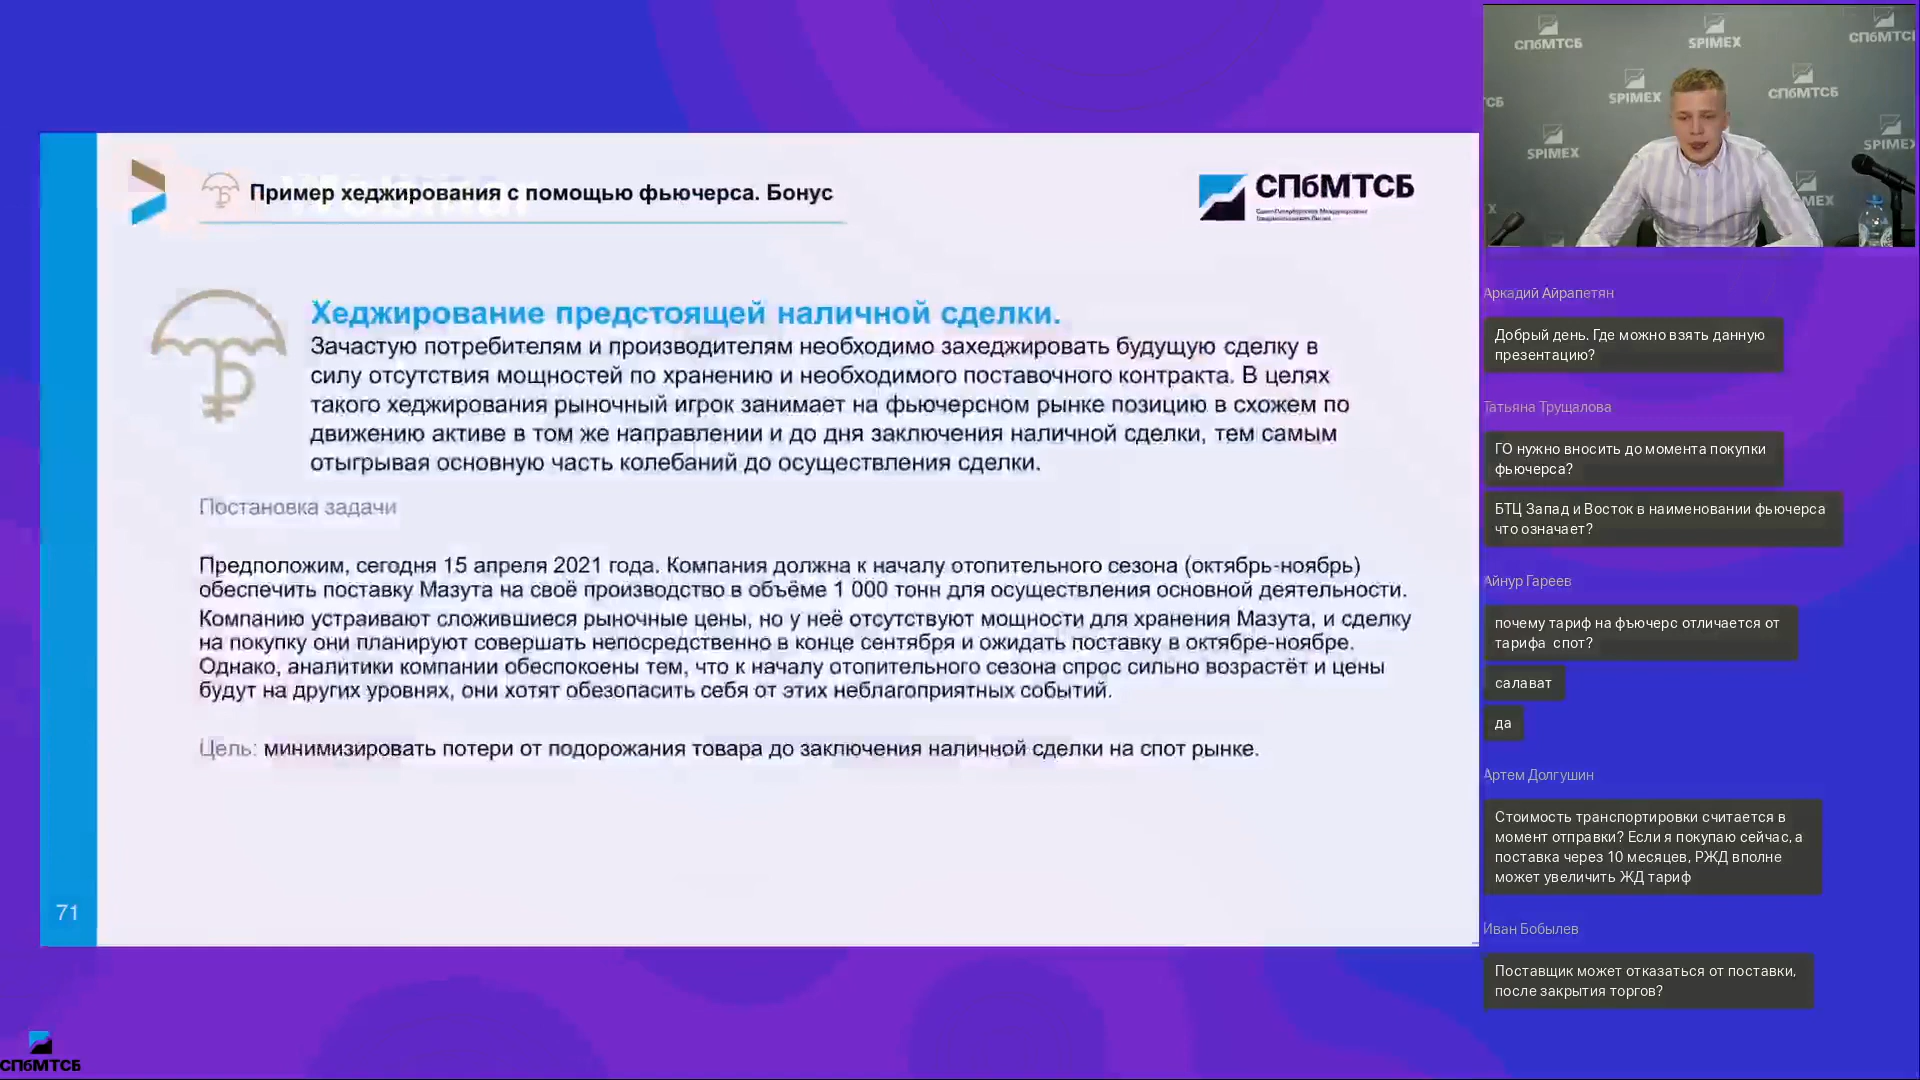 Пример хеджирования с помощью фьючерса. Бонус
СПбМТСБ
Хеджирование предстоящей наличной сделки.
Зачастую потребителям и производителям необходимо захеджировать будущую сделку в
силу отсутствия мощностей по хранению и необходимого поставочного контракта. В целях
такого хеджирования рыночный игрок занимает на фьючерсном рынке позицию в схожем по
движению активе в том же направлении и до дня заключения наличной сделки, тем самым
отыгрывая основную часть колебаний до осуществления сделки.
Постановка задачи
Предположим, сегодня 15 апреля 2021 года. Компания должна к началу отопительного сезона (октябрь-ноябрь)
обеспечить поставку Мазута на своё производство в объёме 1 000 тонн для осуществления основной деятельности.
Компанию устраивают сложившиеся рыночные цены, но у неё отсутствуют мощности для хранения Мазута, и сделку
на покупку они планируют совершать непосредственно в конце сентября и ожидать поставку в октябре-ноябре.
Однако, аналитики компании обеспокоены тем, что к началу отопительного сезона спрос сильно возрастёт и цены
будут на других уровнях, они хотят обезопасить себя от этих неблагоприятных событий.
Цель: минимизировать потери от подорожания товара до заключения наличной сделки на спот рынке.
71
СПбМТСБ
СПбМТСБ
SPIMEX
СПбМТС
SPIMEX
СПбМТСБ
SPIMEX
SPIMEX
Аркадий Айрапетян
Добрый день. Где можно взять данную
презентацию?
Татьяна Трущалова
ГО нужно вносить до момента покупки
фьючерса?
БТЦ Запад и Восток в наименовании фьючерса
что означает?
Айнур Гареев
почему тариф на фъючерс отличается от
тарифа спот?
салават
да
Артем Долгушин
Стоимость транспортировки считается в
момент отправки? Если я покупаю сейчас, а
поставка через 10 месяцев, РЖД вполне
может увеличить ЖД тариф
Иван Бобылев
Поставщик может отказаться от поставки,
после закрытия торгов?